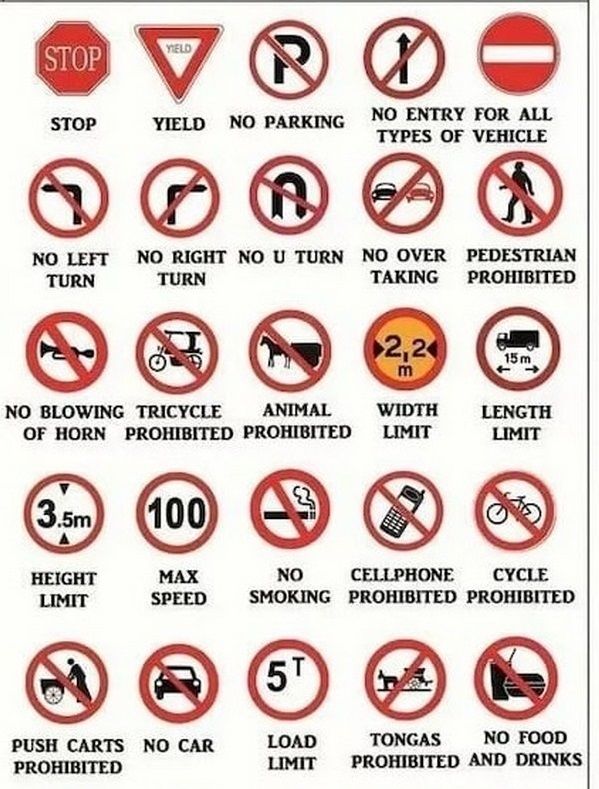 STOP
YIELD
P
STOP
YIELD
NO PARKING
NO ENTRY FOR ALL
TYPES OF VEHICLE
NO LEFT
TURN
NO RIGHT
TURN
NO U TURN
NO OVER
TAKING
PEDESTRIAN
PROHIBITED
2,2
m
15m
NO BLOWING
OF HORN
TRICYCLE
PROHIBITED
ANIMAL
PROHIBITED
WIDTH
LIMIT
LENGTH
LIMIT
3.5m
100
HEIGHT
LIMIT
MAX
SPEED
NO
SMOKING
CELLPHONE
PROHIBITED
CYCLE
PROHIBITED
5T
PUSH CARTS
PROHIBITED
NO CAR
LOAD
LIMIT
TONGAS
PROHIBITED
NO FOOD
AND DRINKS